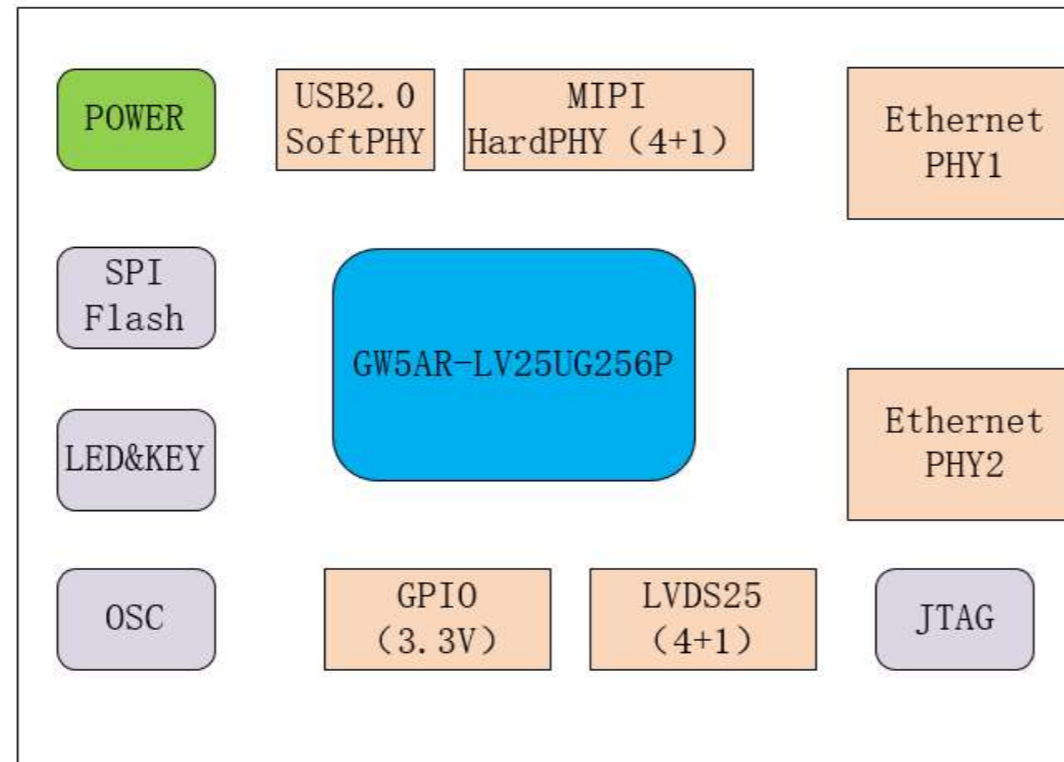 POWER
USB2.0
SoftPHY
MIPI
HardPHY（4+1）
Ethernet
PHY1
SPI
Flash
GW5AR-LV25UG256P
LED&KEY
Ethernet
PHY2
OSC
GPIO
（3.3V）
LVDS25
（4+1）
JTAG